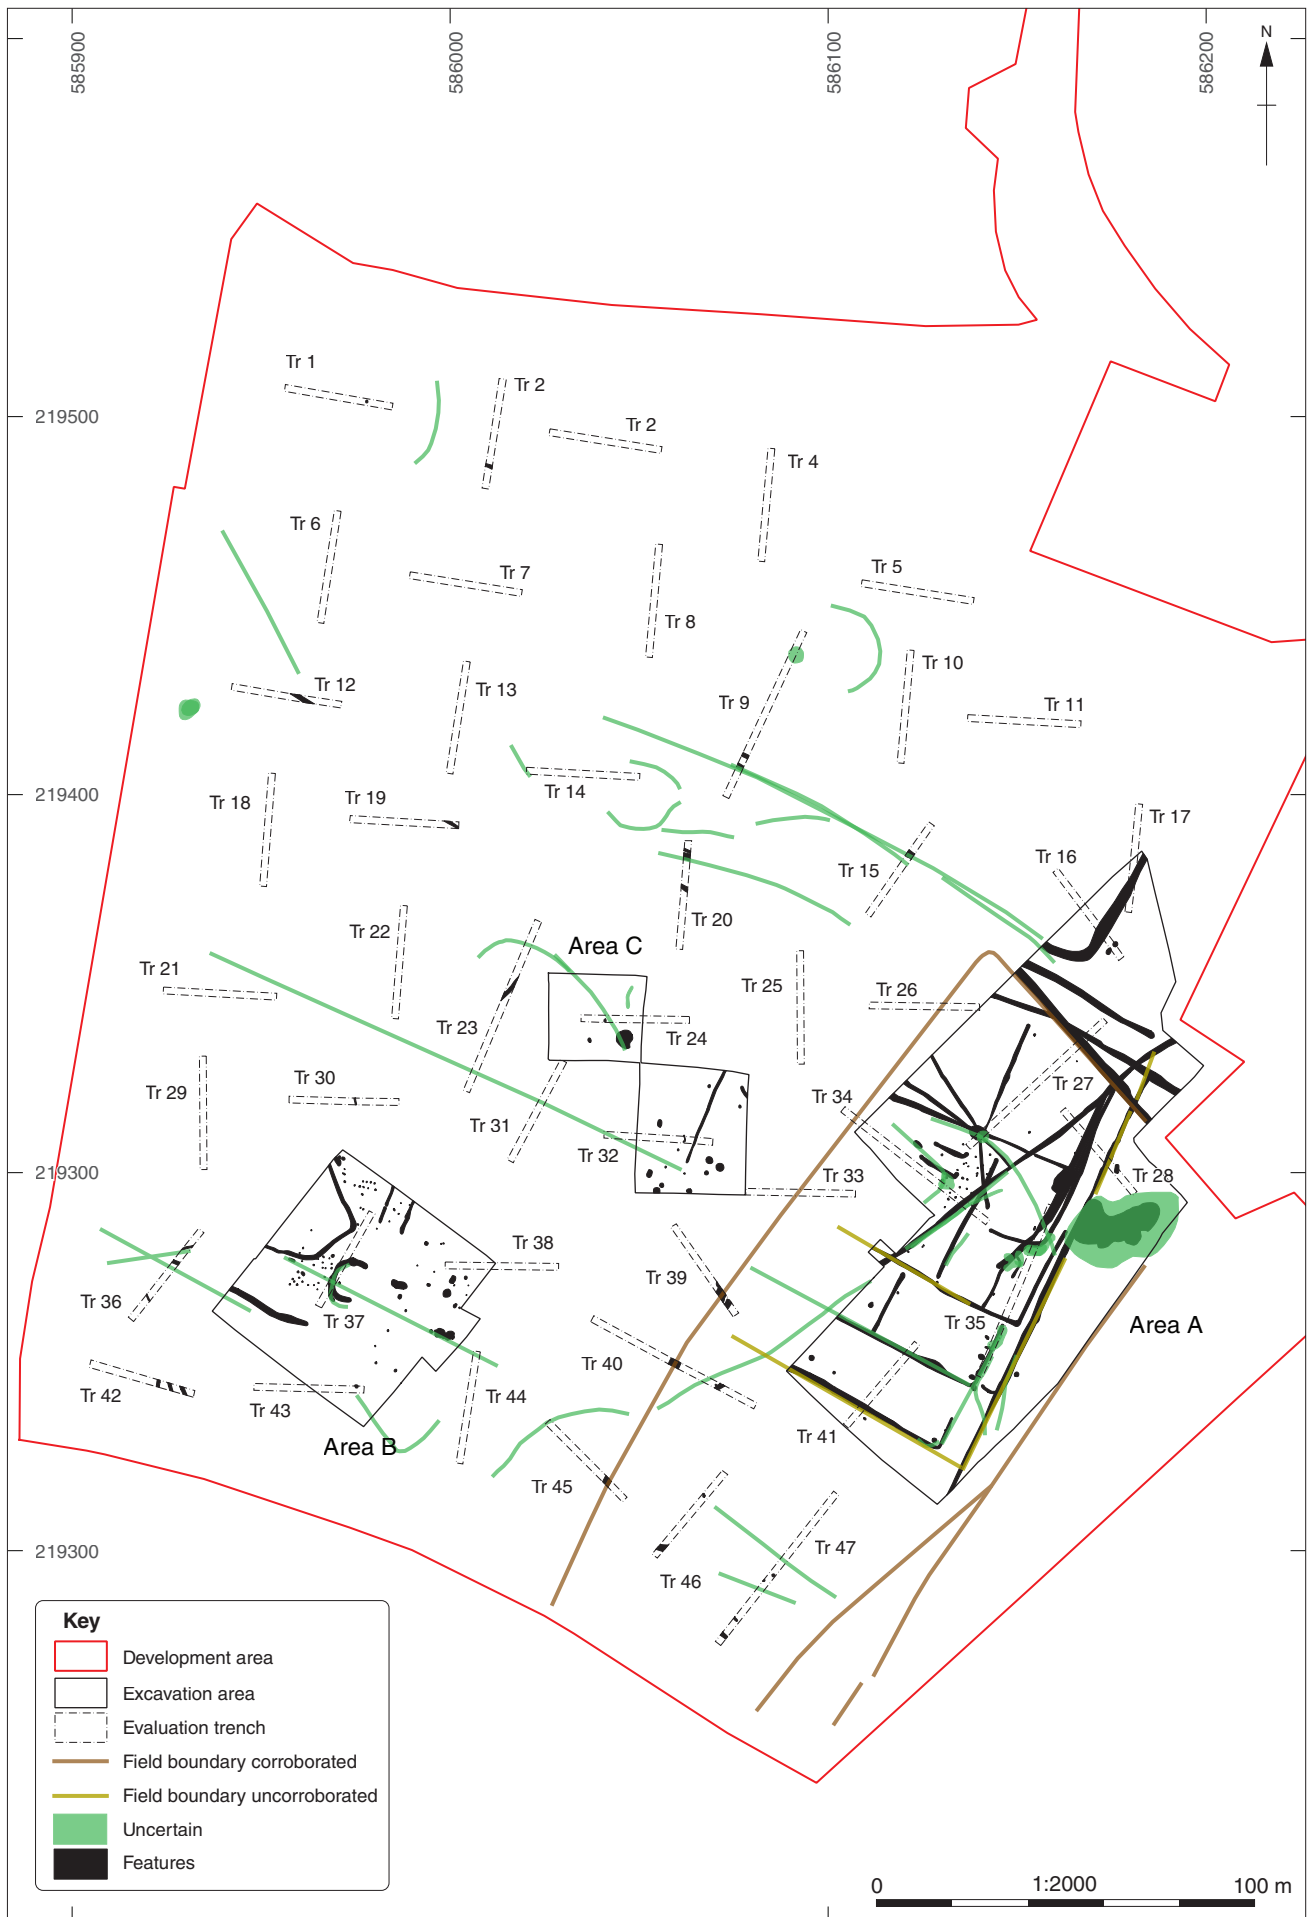 585900
586000
586100
586200
N
Tr 1
Tr 2
Tr 2
219500
Tr 4
Tr 6
Tr 7
Tr 5
Tr 8
Tr 10
Tr 12
Tr 13
Tr 9
Tr 11
219400
Tr 14
Tr 18
Tr 19
Tr 17
Tr 16
Tr 15
Tr 20
Tr 22
Area C
Tr 21
Tr 25
Tr 26
Tr 23
Tr 24
Tr 27
Tr 29
Tr 30
Tr 34
Tr 31
Tr 32
219300
Tr 33
Tr 28
Tr 38
Tr 39
Tr 36
Tr 37
Tr 35
Area A
Tr 40
Tr 42
Tr 43
Tr 44
Tr 41
Area B
Tr 45
219300
Tr 47
Tr 46
Key
Development area
Excavation area
Evaluation trench
Field boundary corroborated
Field boundary uncorroborated
Uncertain
Features
0 1:2000 100 m